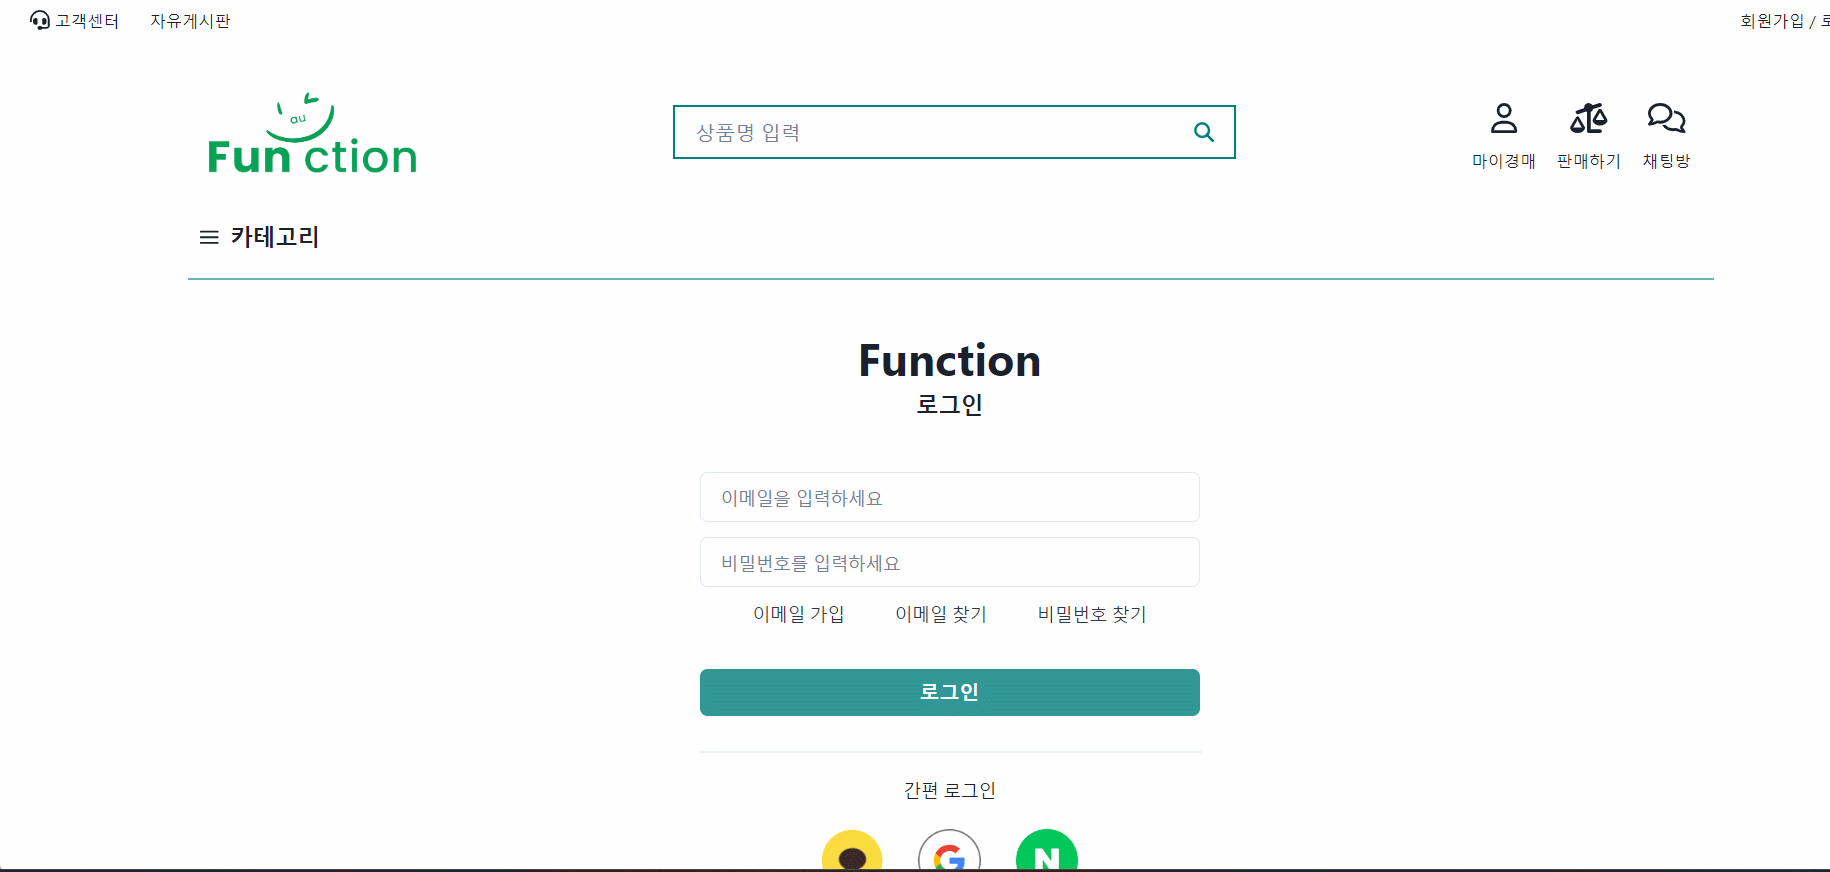 고객센터 자유게시판 회원가입 /
au
Fun ction
상품명 입력
마이경매 판매하기 채팅방
카테고리
Function
로그인
이메일을 입력하세요
비밀번호를 입력하세요
이메일 가입 이메일 찾기 비밀번호 찾기
로그인
간편 로그인
G N